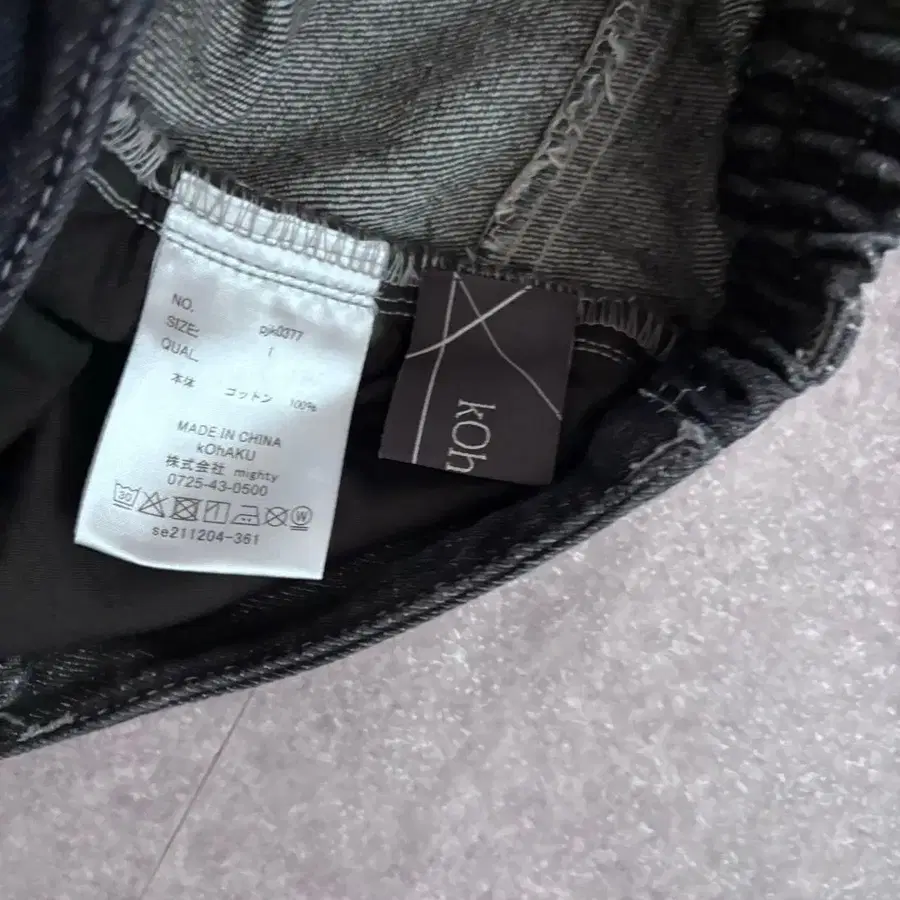 NO. pjk0377
SIZE: 1
QUAL.
本体 コットン 100%
MADE IN CHINA
kOhAKU
株式会社 mighty
0725-43-0500
30 W
se211204-361
kOh